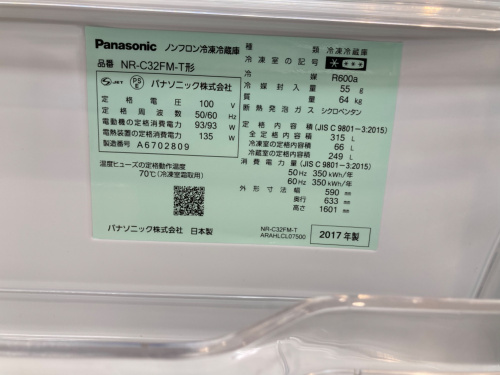 Panasonic ノンフロン冷凍冷蔵庫
品番 NR-C32FM-T形
JET PSE パナソニック株式会社
定格電圧 100 V
定格周波数 50/60 Hz
電動機の定格消費電力 93/93 W
電熱装置の定格消費電力 135 W
製造番号 A6702809
温度ヒューズの定格動作温度
70℃(冷凍室霜取用)
パナソニック株式会社 日本製
種類 冷凍冷蔵庫
冷凍室の記号
冷媒 R600a
冷媒封入量 55 g
質量 64 kg
断熱発泡ガス シクロペンタン
定格内容積 (JIS C 9801-3:2015)
全定格内容積 315 L
冷凍室の定格内容積 66 L
冷蔵室の定格内容積 249 L
消費電力量 (JIS C 9801-3:2015)
50 Hz 350 kWh/年
60 Hz 350 kWh/年
外形寸法 幅 590 mm
奥行 633 mm
高さ 1601 mm
NR-C32FM-T
ARAHLCL07500
2017年製